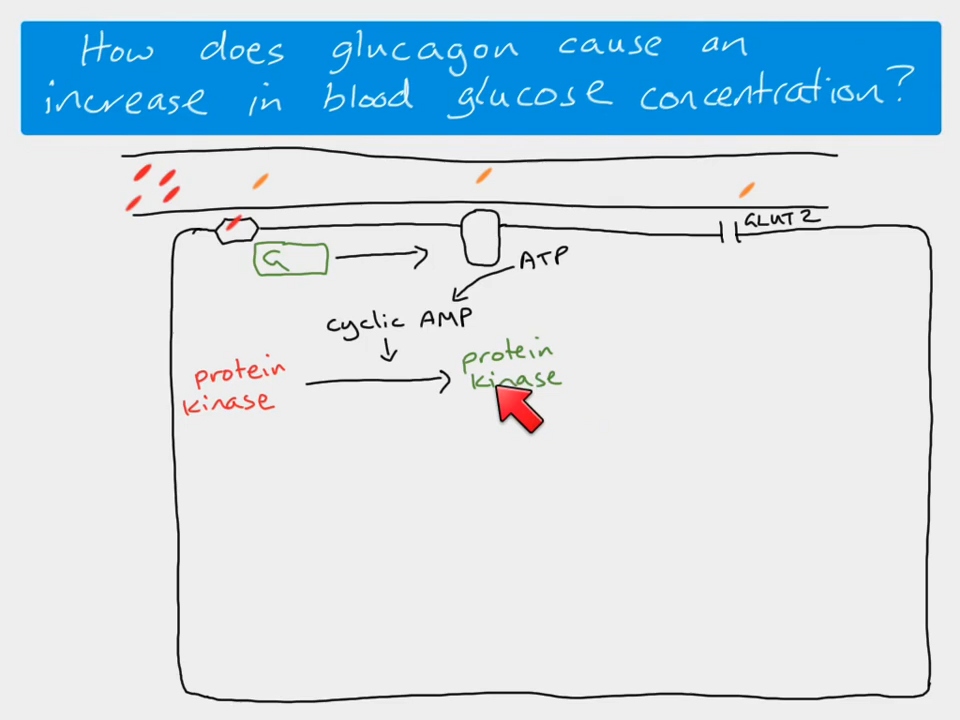 How does glucagon cause an
increase in blood glucose concentration?
GLUT2
G
ATP
cyclic AMP
protein
kinase
protein
kinase